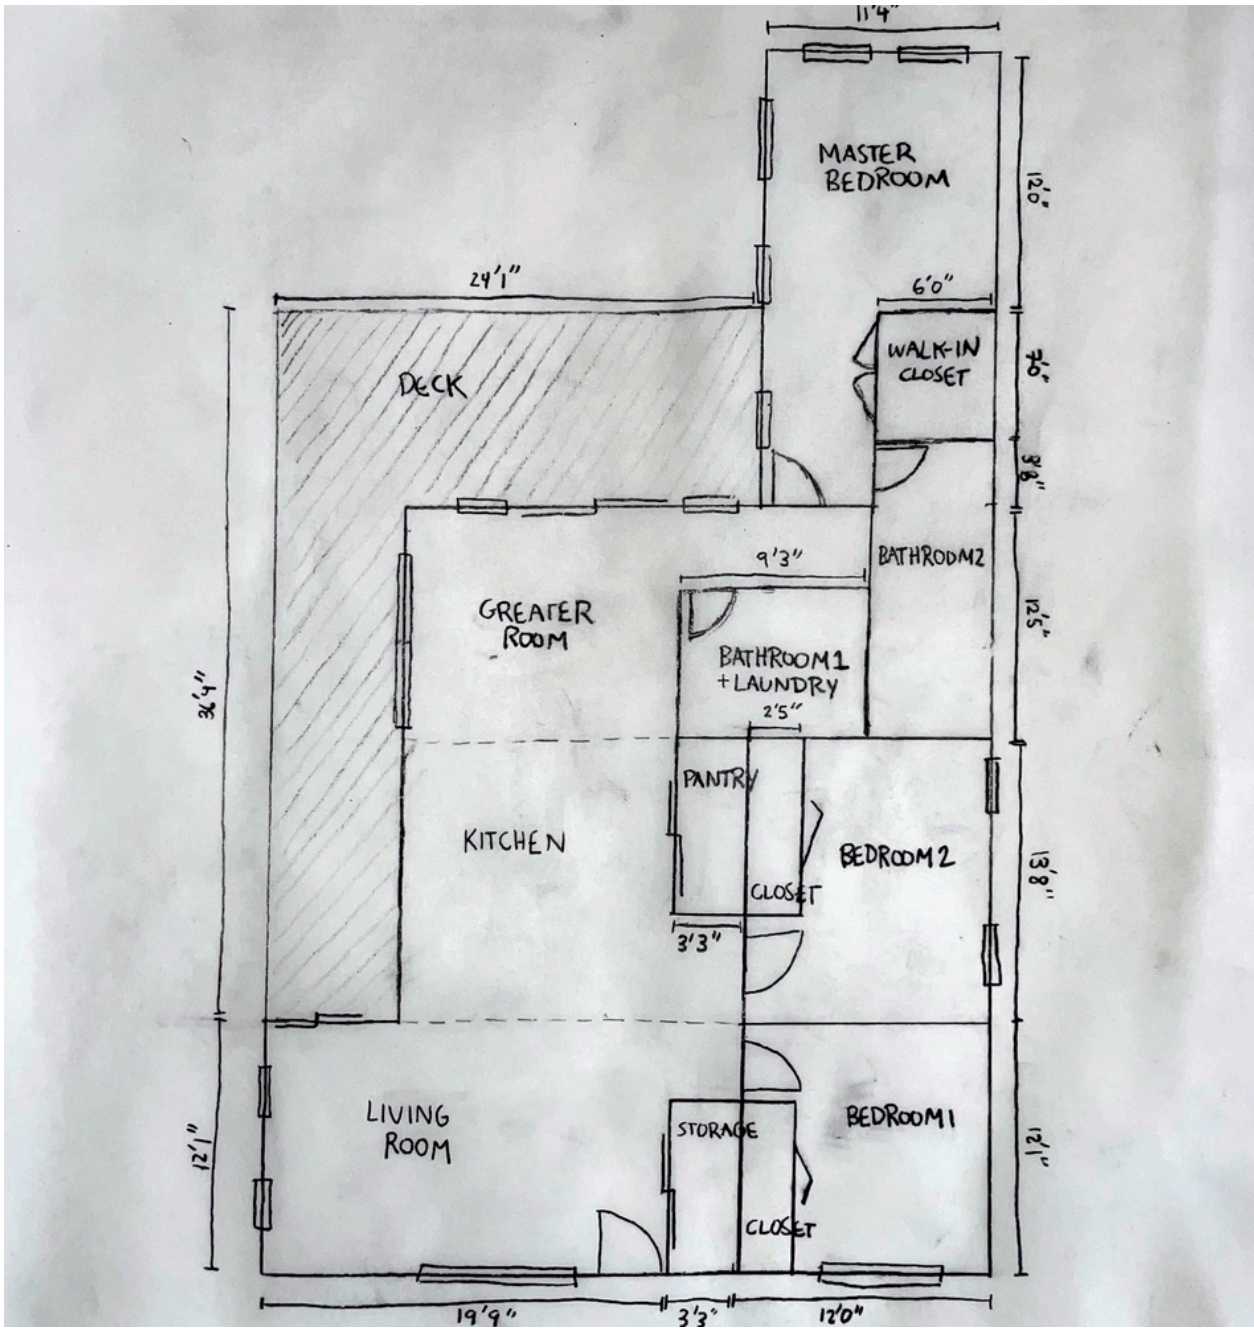 11'4"
MASTER
BEDROOM
12'0"
24'1"
6'0"
DECK
WALK-IN
CLOSET
7'0"
3'8"
9'3"
BATHROOM2
GREATER
ROOM
12'5"
BATHROOM1
+LAUNDRY
2'5"
36'4"
PANTRY
KITCHEN
BEDROOM2
13'8"
CLOSET
3'3"
LIVING
ROOM
STORAGE
BEDROOM1
12'1"
12'1"
CLOSET
19'9"
3'3"
12'0"